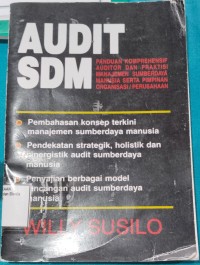 AUDIT
SDM
PANDUAN KOMPREHENSIF
AUDITOR DAN PRAKTISI
MANAJEMEN SUMBERDAYA
MANUSIA SERTA PIMPINAN
ORGANISASI / PERUSAHAAN
Pembahasan konsep terkini
manajemen sumberdaya manusia
Pendekatan strategik, holistik dan
sinergistik audit sumberdaya
manusia
Penyajian berbagai model
rancangan audit sumberdaya
manusia
WILLY SUSILO